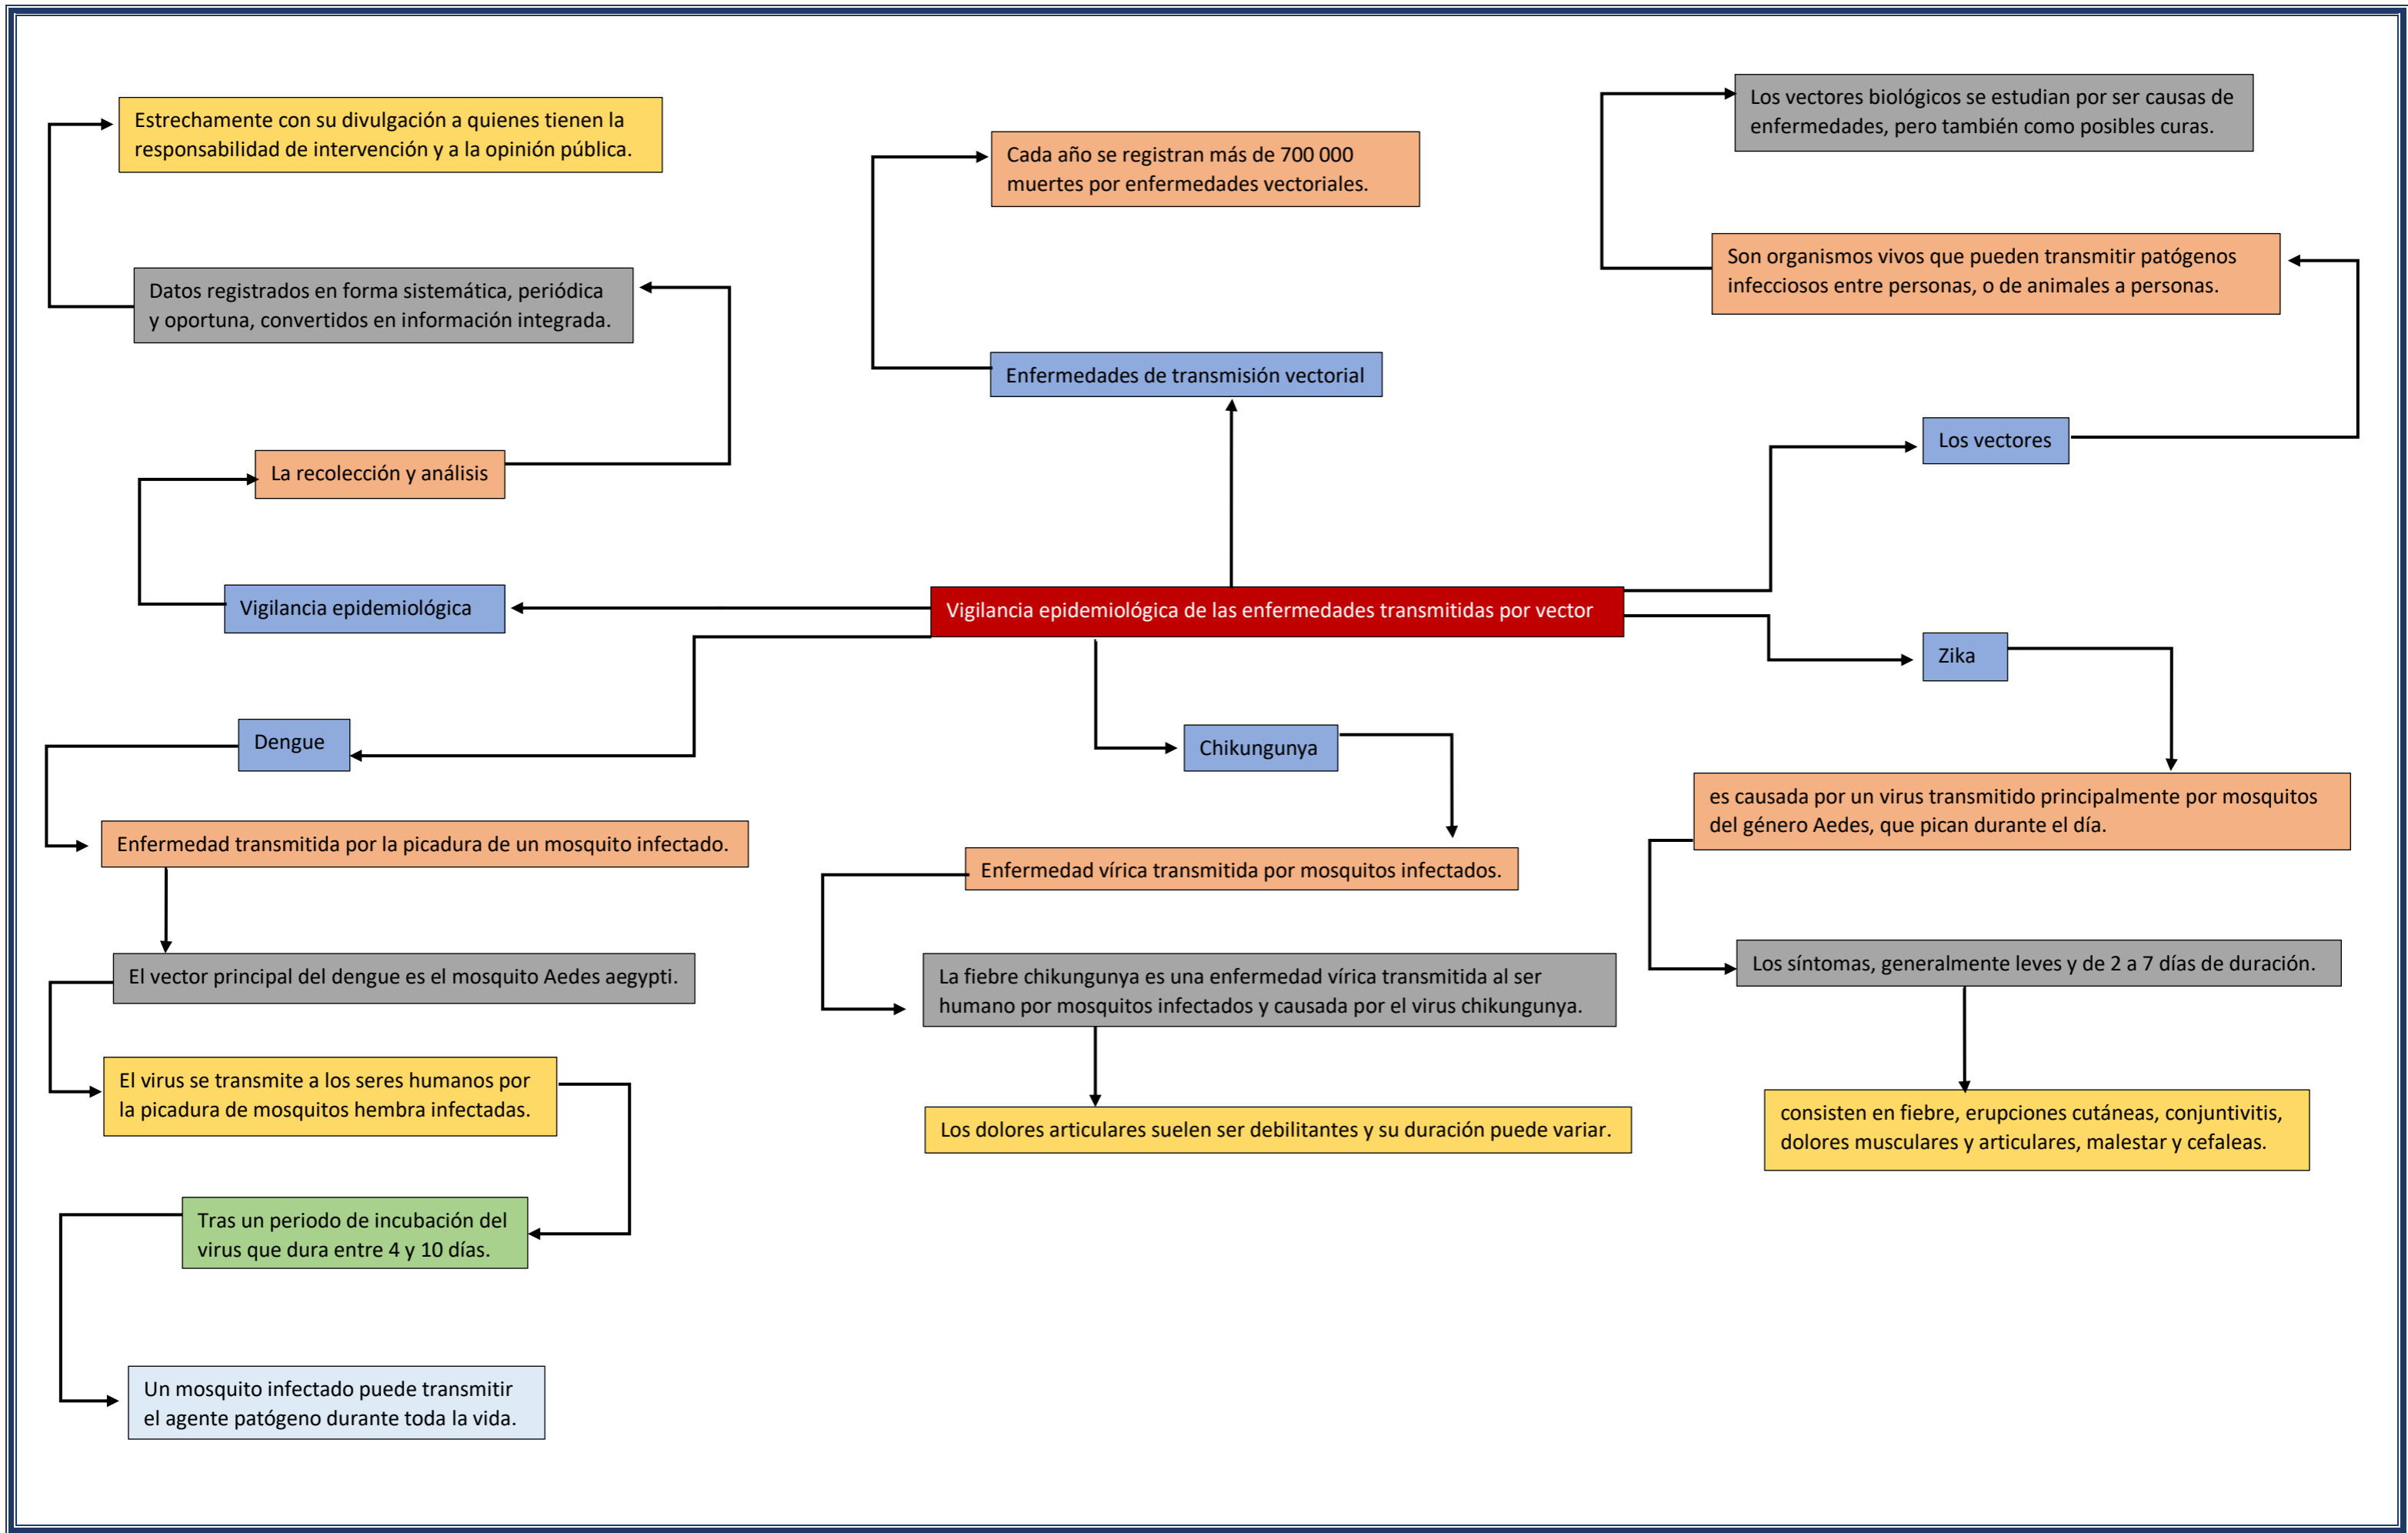 Estrechamente con su divulgación a quienes tienen la
responsabilidad de intervención y a la opinión pública.
Datos registrados en forma sistemática, periódica
y oportuna, convertidos en información integrada.
La recolección y análisis
Vigilancia epidemiológica
Cada año se registran más de 700 000
muertes por enfermedades vectoriales.
Enfermedades de transmisión vectorial
Los vectores biológicos se estudian por ser causas de
enfermedades, pero también como posibles curas.
Son organismos vivos que pueden transmitir patógenos
infecciosos entre personas, o de animales a personas.
Los vectores
Vigilancia epidemiológica de las enfermedades transmitidas por vector
Zika
es causada por un virus transmitido principalmente por mosquitos
del género Aedes, que pican durante el día.
Los síntomas, generalmente leves y de 2 a 7 días de duración.
consisten en fiebre, erupciones cutáneas, conjuntivitis,
dolores musculares y articulares, malestar y cefaleas.
Chikungunya
Enfermedad vírica transmitida por mosquitos infectados.
La fiebre chikungunya es una enfermedad vírica transmitida al ser
humano por mosquitos infectados y causada por el virus chikungunya.
Los dolores articulares suelen ser debilitantes y su duración puede variar.
Dengue
Enfermedad transmitida por la picadura de un mosquito infectado.
El vector principal del dengue es el mosquito Aedes aegypti.
El virus se transmite a los seres humanos por
la picadura de mosquitos hembra infectadas.
Tras un periodo de incubación del
virus que dura entre 4 y 10 días.
Un mosquito infectado puede transmitir
el agente patógeno durante toda la vida.